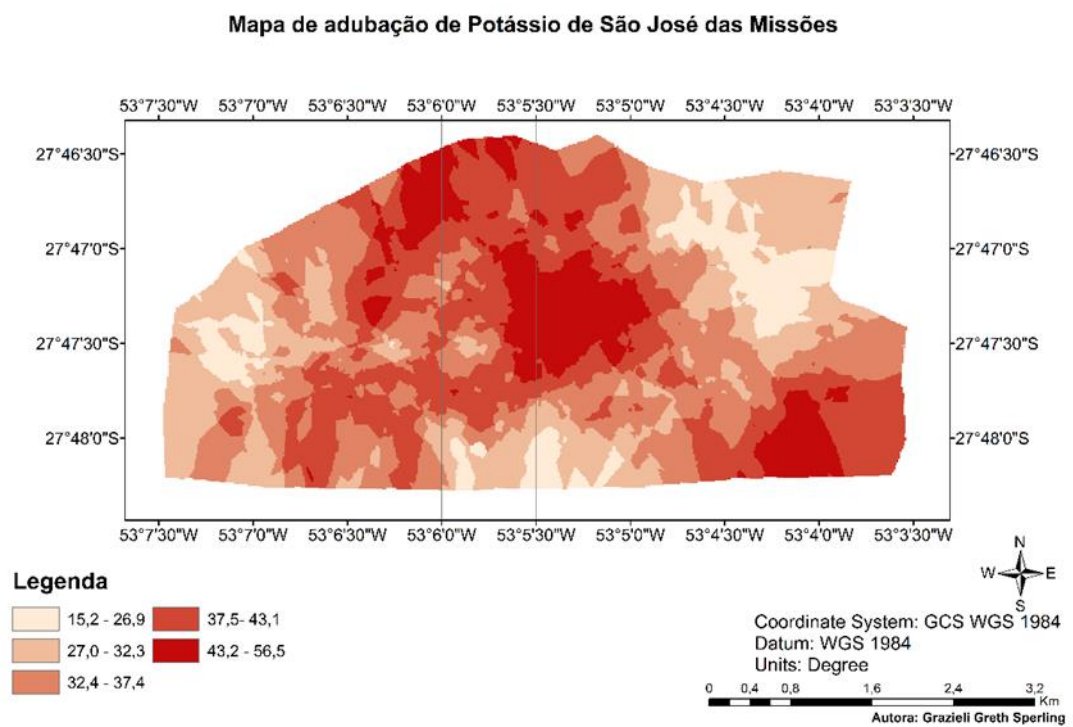 Mapa de adubação de Potássio de São José das Missões
53°7'30"W 53°7'0"W 53°6'30"W 53°6'0"W 53°5'30"W 53°5'0"W 53°4'30"W 53°4'0"W 53°3'30"W
27°46'30"S 27°46'30"S
27°47'0"S 27°47'0"S
27°47'30"S 27°47'30"S
27°48'0"S 27°48'0"S
53°7'30"W 53°7'0"W 53°6'30"W 53°6'0"W 53°5'30"W 53°5'0"W 53°4'30"W 53°4'0"W 53°3'30"W
Legenda
15,2 - 26,9 37,5 - 43,1
27,0 - 32,3 43,2 - 56,5
32,4 - 37,4
N
W E
S
Coordinate System: GCS WGS 1984
Datum: WGS 1984
Units: Degree
0 0,4 0,8 1,6 2,4 3,2
Km
Autora: Grazieli Greth Sperling